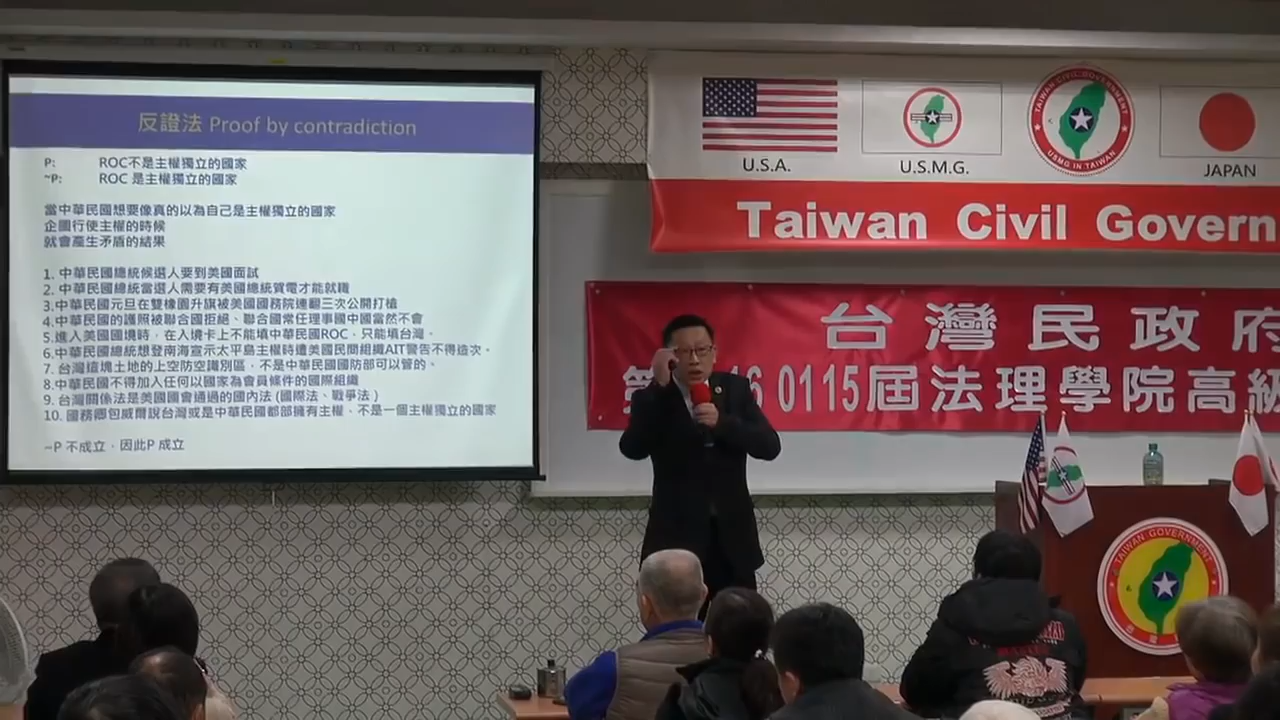 反證法 Proof by contradiction
P: ROC不是主權獨立的國家
~P: ROC 是主權獨立的國家
當中華民國想要像真的以為自己是主權獨立的國家
企圖行使主權的時候
就會產生矛盾的結果
1. 中華民國總統候選人要到美國面試
2. 中華民國總統當選人需要有美國總統賀電才能就職
3.中華民國元旦在雙橡園升旗被美國國務院連翻三次公開打槍
4.中華民國的護照被聯合國拒絕、聯合國常任理事國中國當然不會
5.進入美國國境時，在入境卡上不能填中華民國ROC，只能填台灣。
6.中華民國總統想登南海宣示太平島主權時遭美國民間組織AIT警告不得造次。
7. 台灣這塊土地的上空防空識別區，不是中華民國國防部可以管的。
8.中華民國不得加入任何以國家為會員條件的國際組織
9. 台灣關係法是美國國會通過的國內法 (國際法、戰爭法)
10. 國務卿包威爾說台灣或是中華民國都部擁有主權，不是一個主權獨立的國家
~P 不成立，因此P 成立
U.S.A.
U.S.M.G.
TAIWAN CIVIL GOVERNMENT
USMG IN TAIWAN
JAPAN
Taiwan Civil Govern
台灣民政府
第 16 0115屆法理學院高級
TAIWAN GOVERNMENT